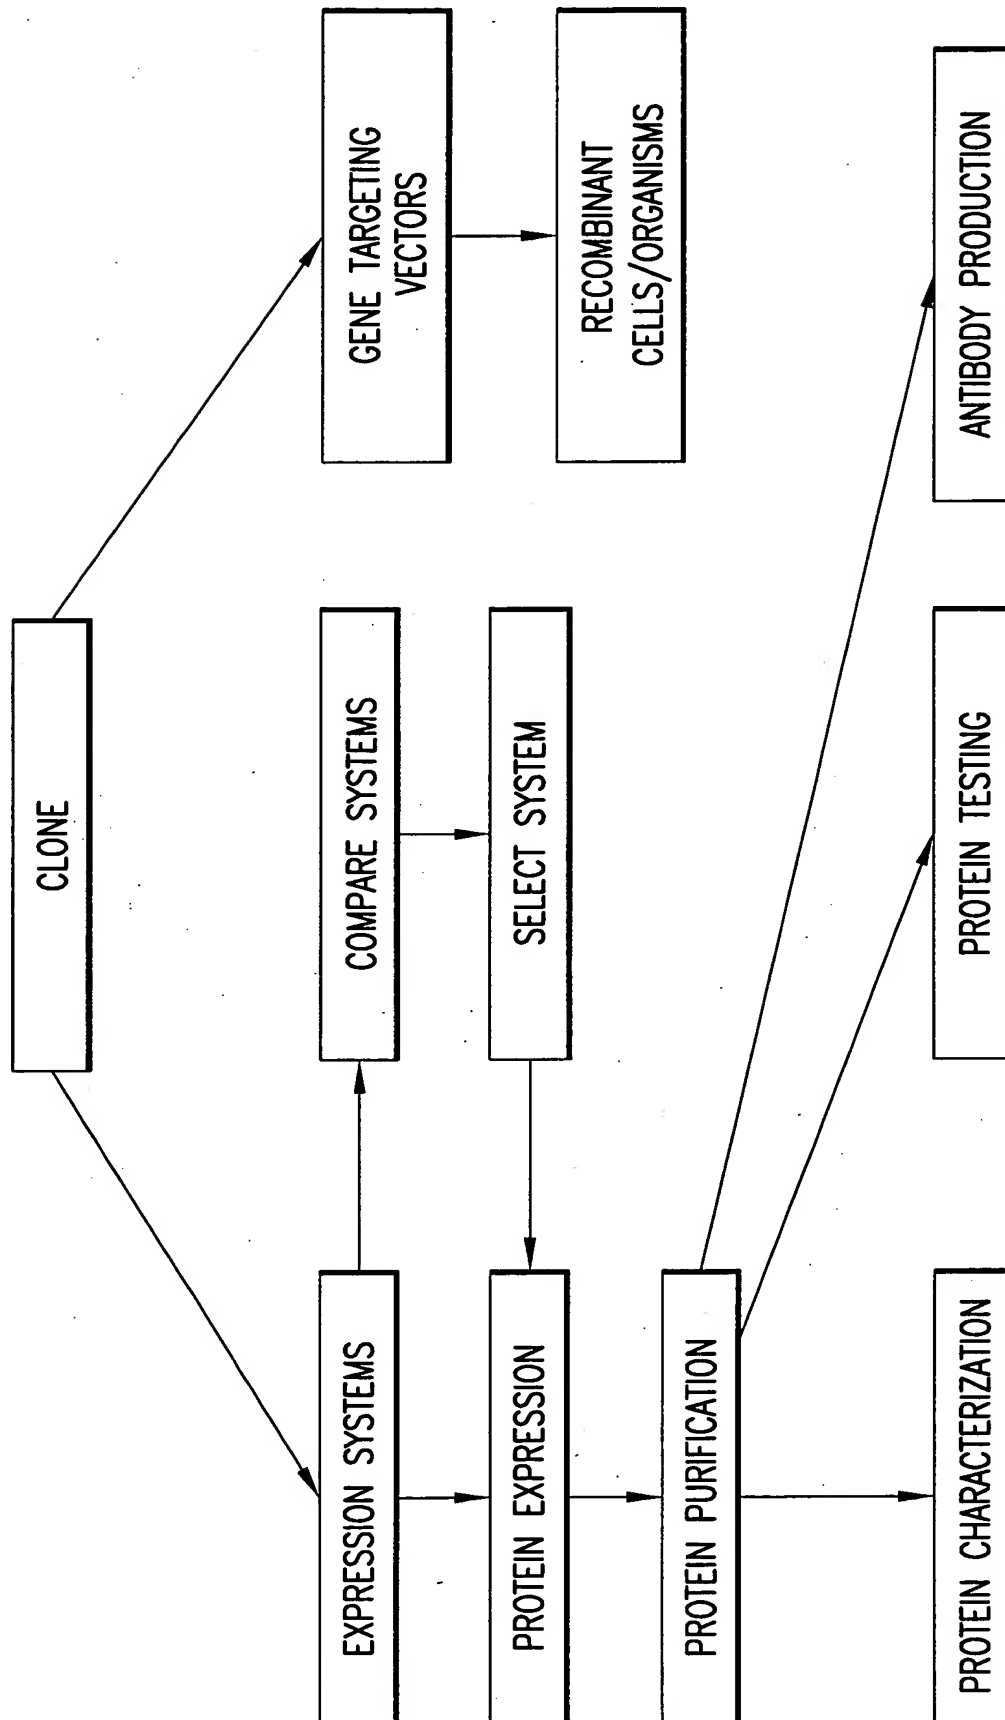 CLONE
EXPRESSION SYSTEMS
COMPARE SYSTEMS
GENE TARGETING
VECTORS
PROTEIN EXPRESSION
SELECT SYSTEM
RECOMBINANT
CELLS/ORGANISMS
PROTEIN PURIFICATION
PROTEIN CHARACTERIZATION
PROTEIN TESTING
ANTIBODY PRODUCTION